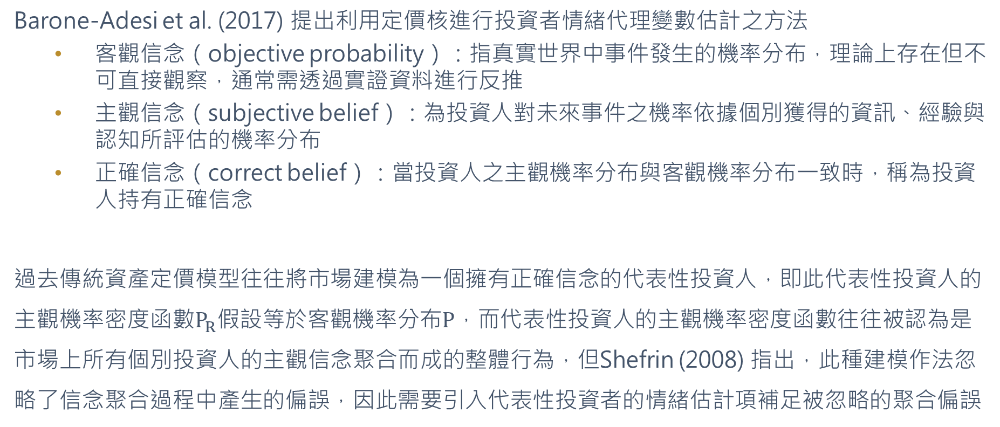 Barone-Adesi et al. (2017) 提出利用定價核進行投資者情緒代理變數估計之方法
• 客觀信念（objective probability）：指真實世界中事件發生的機率分布，理論上存在但不
可直接觀察，通常需透過實證資料進行反推
• 主觀信念（subjective belief）：為投資人對未來事件之機率依據個別獲得的資訊、經驗與
認知所評估的機率分布
• 正確信念（correct belief）：當投資人之主觀機率分布與客觀機率分布一致時，稱為投資
人持有正確信念
過去傳統資產定價模型往往將市場建模為一個擁有正確信念的代表性投資人，即此代表性投資人的
主觀機率密度函數P_R假設等於客觀機率分布P，而代表性投資人的主觀機率密度函數往往被認為是
市場上所有個別投資人的主觀信念聚合而成的整體行為，但Shefrin (2008) 指出，此種建模作法忽
略了信念聚合過程中產生的偏誤，因此需要引入代表性投資者的情緒估計項補足被忽略的聚合偏誤